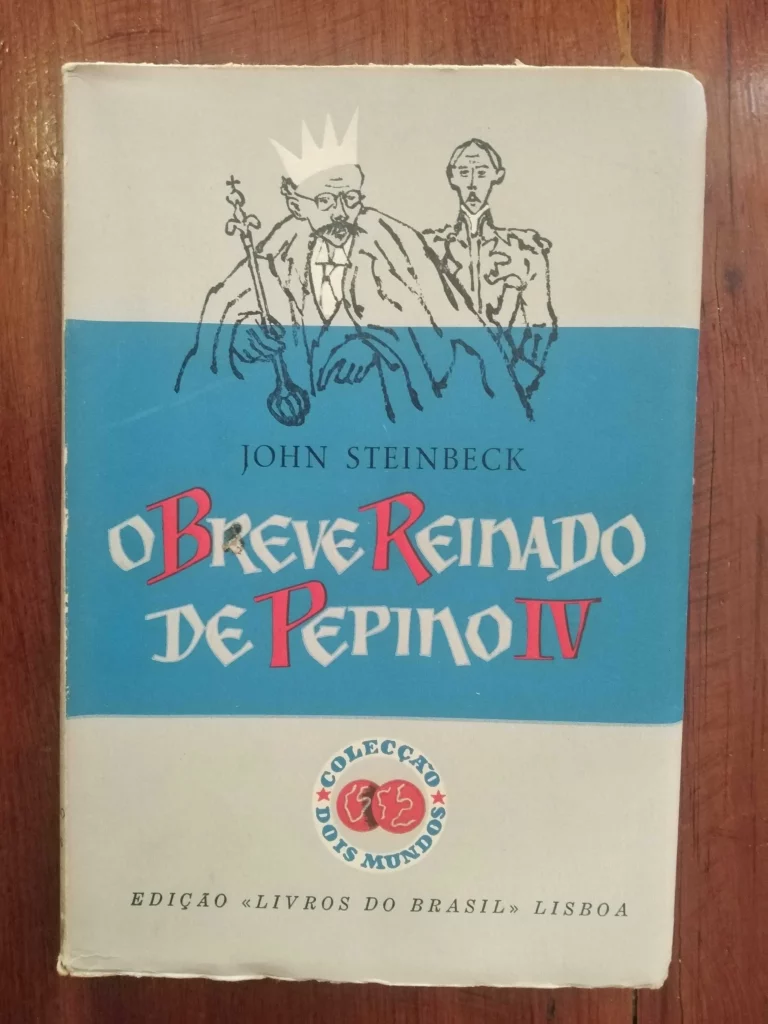 JOHN STEINBECK
O BREVE REINADO
DE PEPINO IV
COLECÇÃO
DOIS MUNDOS
EDIÇÃO «LIVROS DO BRASIL» LISBOA